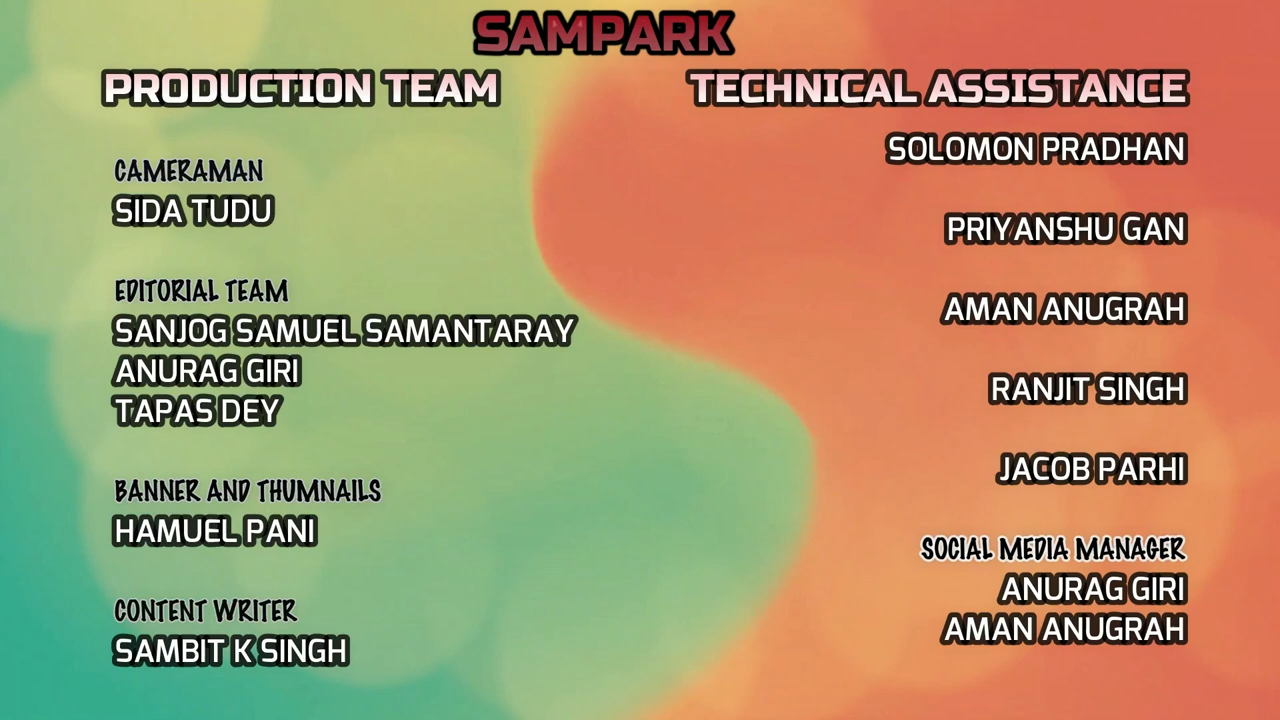 SAMPARK
PRODUCTION TEAM
CAMERAMAN
SIDA TUDU
EDITORIAL TEAM
SANJOG SAMUEL SAMANTARAY
ANURAG GIRI
TAPAS DEY
BANNER AND THUMNAILS
HAMUEL PANI
CONTENT WRITER
SAMBIT K SINGH
TECHNICAL ASSISTANCE
SOLOMON PRADHAN
PRIYANSHU GAN
AMAN ANUGRAH
RANJIT SINGH
JACOB PARHI
SOCIAL MEDIA MANAGER
ANURAG GIRI
AMAN ANUGRAH